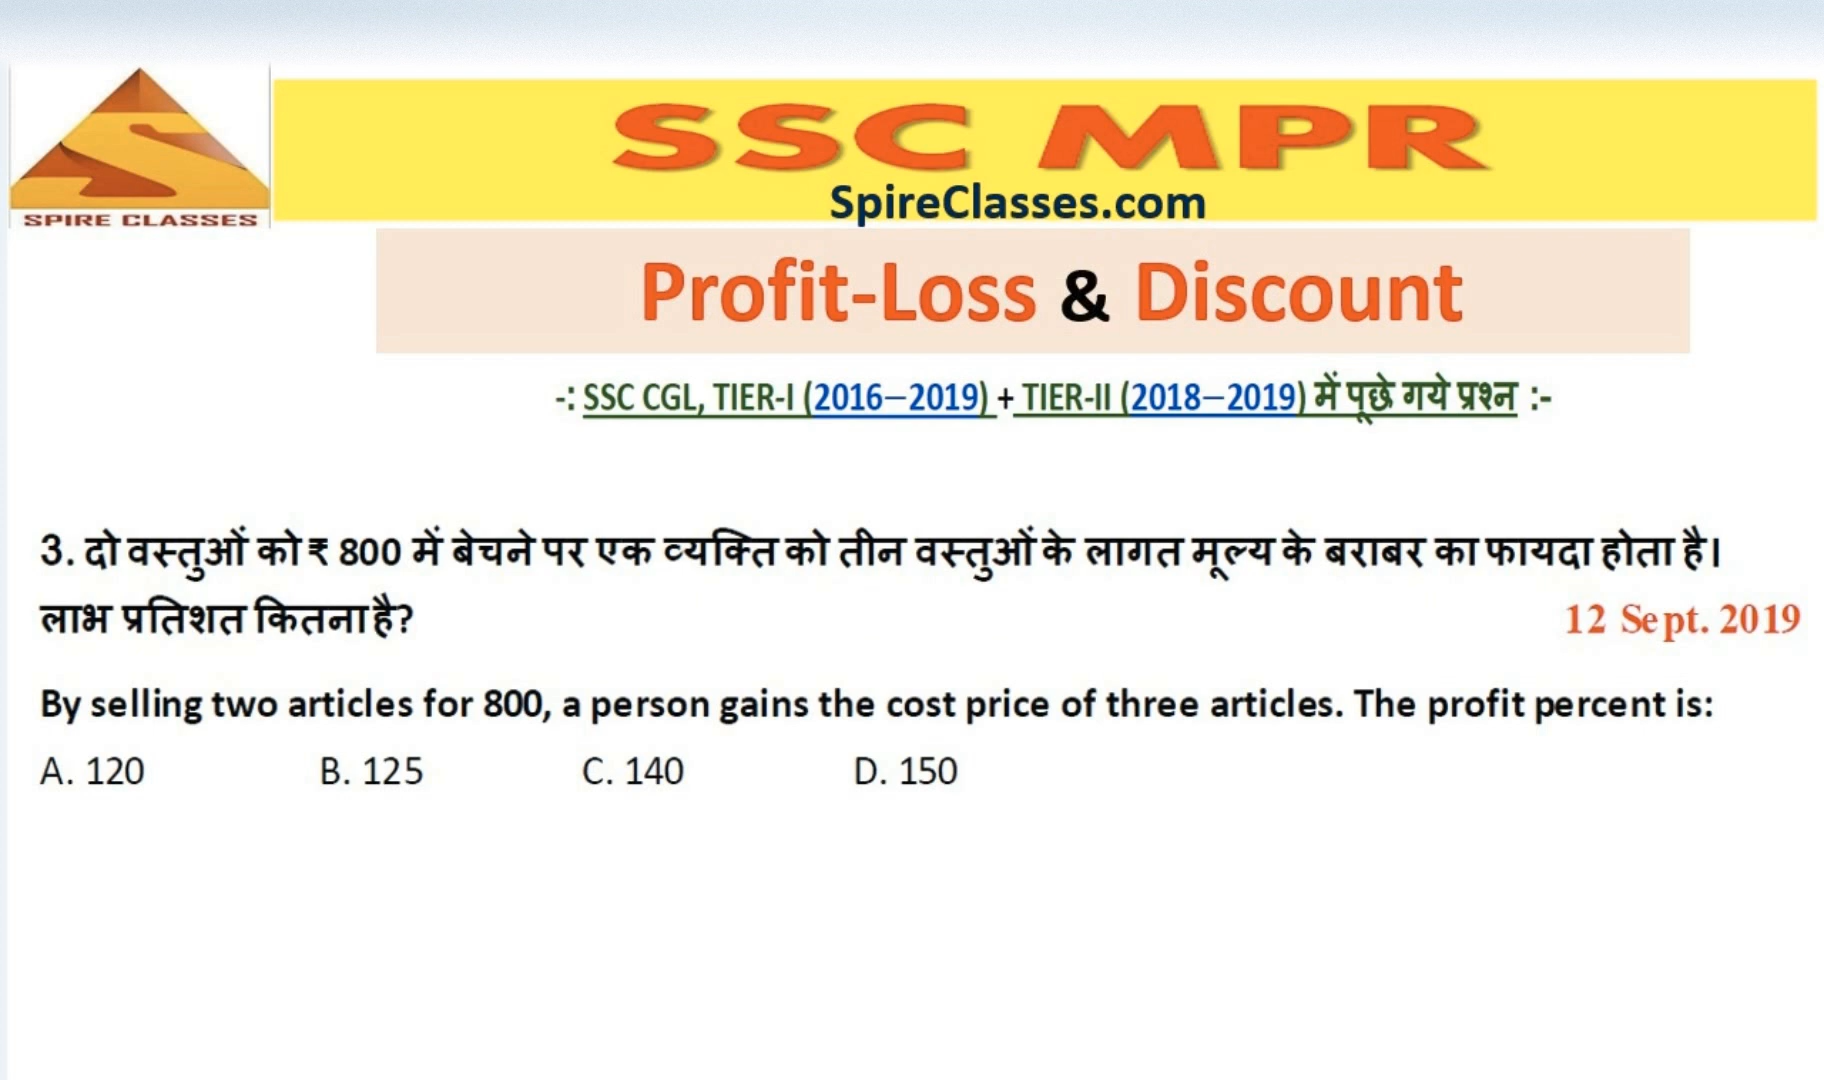 SPIRE CLASSES
SSC MPR
SpireClasses.com
Profit-Loss & Discount
-: SSC CGL, TIER-I (2016–2019) + TIER-II (2018–2019) में पूछे गये प्रश्न :-
3. दो वस्तुओं को ₹ 800 में बेचने पर एक व्यक्ति को तीन वस्तुओं के लागत मूल्य के बराबर का फायदा होता है।
लाभ प्रतिशत कितना है? 12 Sept. 2019
By selling two articles for 800, a person gains the cost price of three articles. The profit percent is:
A. 120 B. 125 C. 140 D. 150